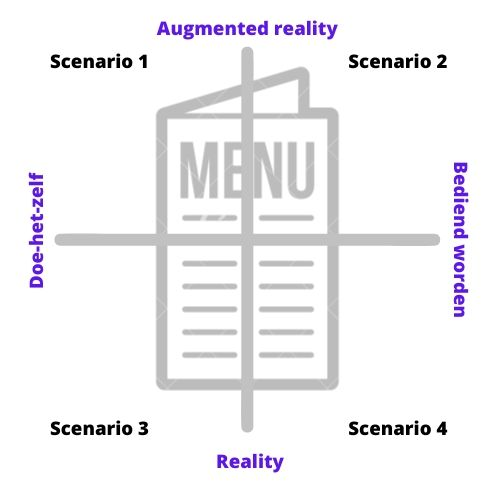 Augmented reality
Scenario 1
Scenario 2
MENU
Doe-het-zelf
Bediend worden
Scenario 3
Scenario 4
Reality